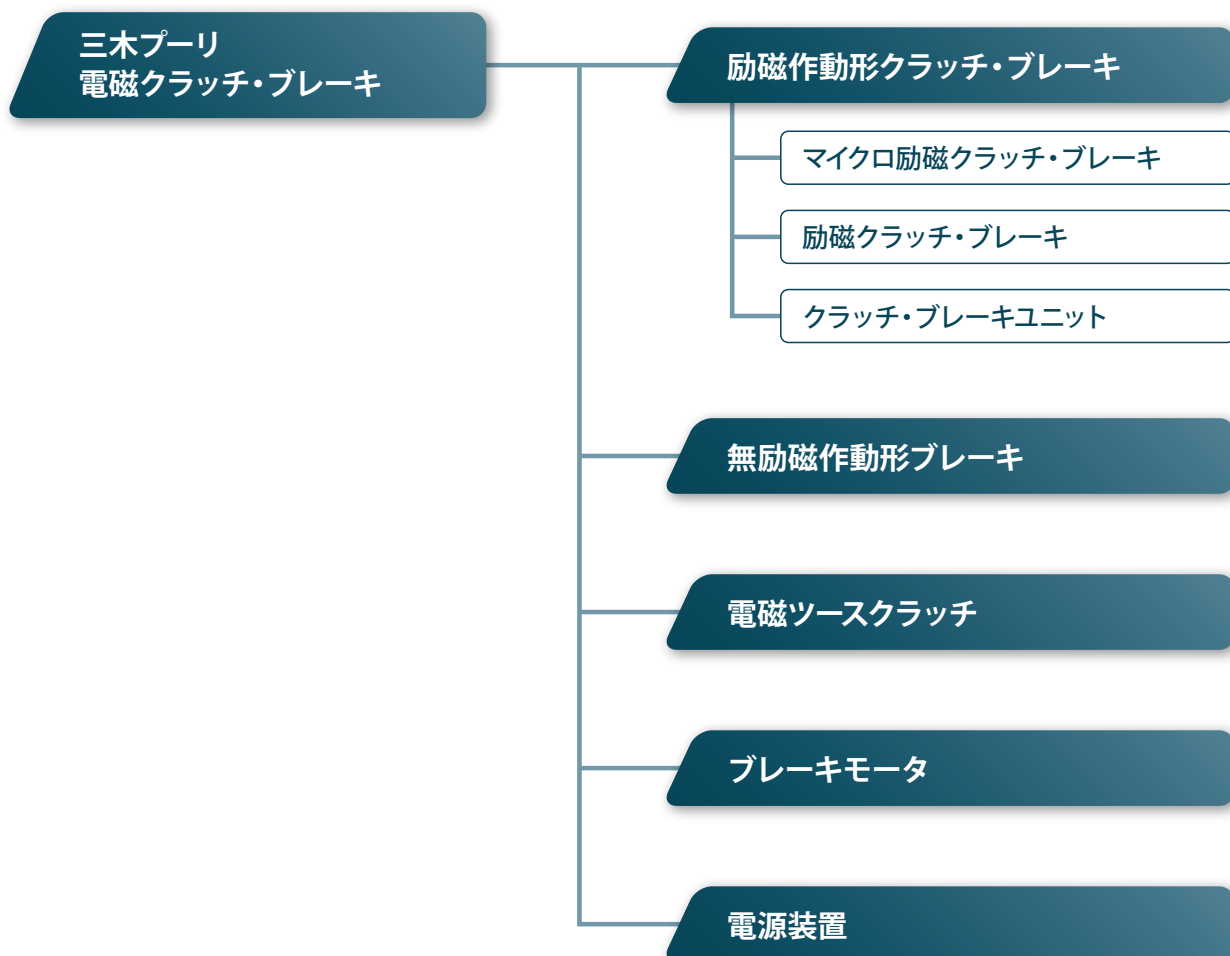 三木プーリ
電磁クラッチ・ブレーキ
励磁作動形クラッチ・ブレーキ
マイクロ励磁クラッチ・ブレーキ
励磁クラッチ・ブレーキ
クラッチ・ブレーキユニット
無励磁作動形ブレーキ
電磁ツースクラッチ
ブレーキモータ
電源装置